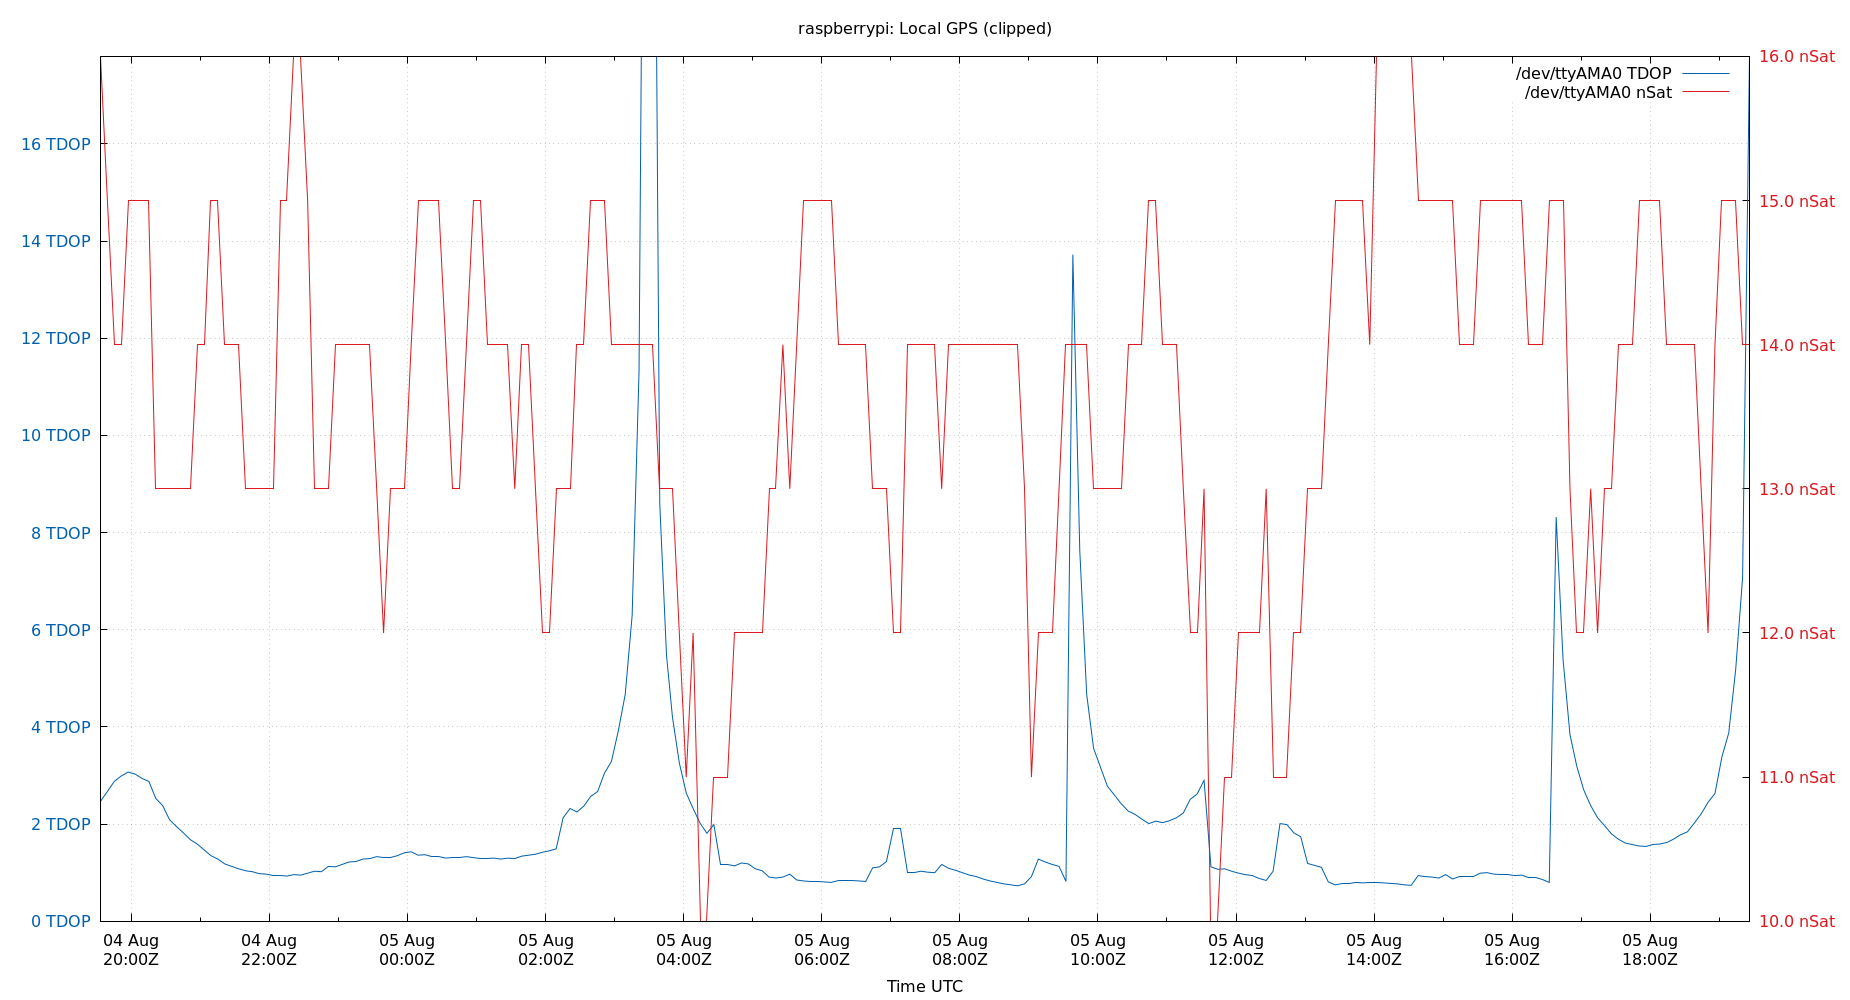 raspberrypi: Local GPS (clipped)
/dev/ttyAMA0 TDOP
/dev/ttyAMA0 nSat
16 TDOP
14 TDOP
12 TDOP
10 TDOP
8 TDOP
6 TDOP
4 TDOP
2 TDOP
0 TDOP
16.0 nSat
15.0 nSat
14.0 nSat
13.0 nSat
12.0 nSat
11.0 nSat
10.0 nSat
04 Aug 04 Aug 05 Aug 05 Aug 05 Aug 05 Aug 05 Aug 05 Aug 05 Aug 05 Aug 05 Aug 05 Aug
20:00Z 22:00Z 00:00Z 02:00Z 04:00Z 06:00Z 08:00Z 10:00Z 12:00Z 14:00Z 16:00Z 18:00Z
Time UTC